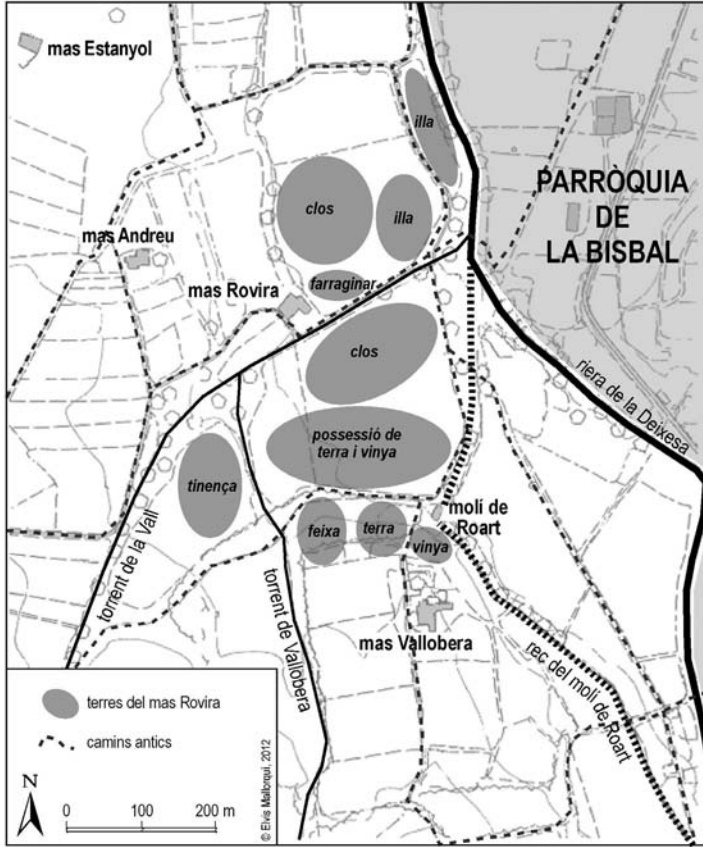 mas Estanyol
illa
PARRÒQUIA
DE
LA BISBAL
clos
illa
mas Andreu
farraginar
mas Rovira
clos
riera de la Deixesa
possessió de
terra i vinya
tinença
molí de
Roart
feixa
terra
vinya
torrent de la Vall
torrent de Vallobera
mas Vallobera
rec del molí de Roart
terres del mas Rovira
camins antics
N
0 100 200 m
© Elvis Mallorquí, 2012